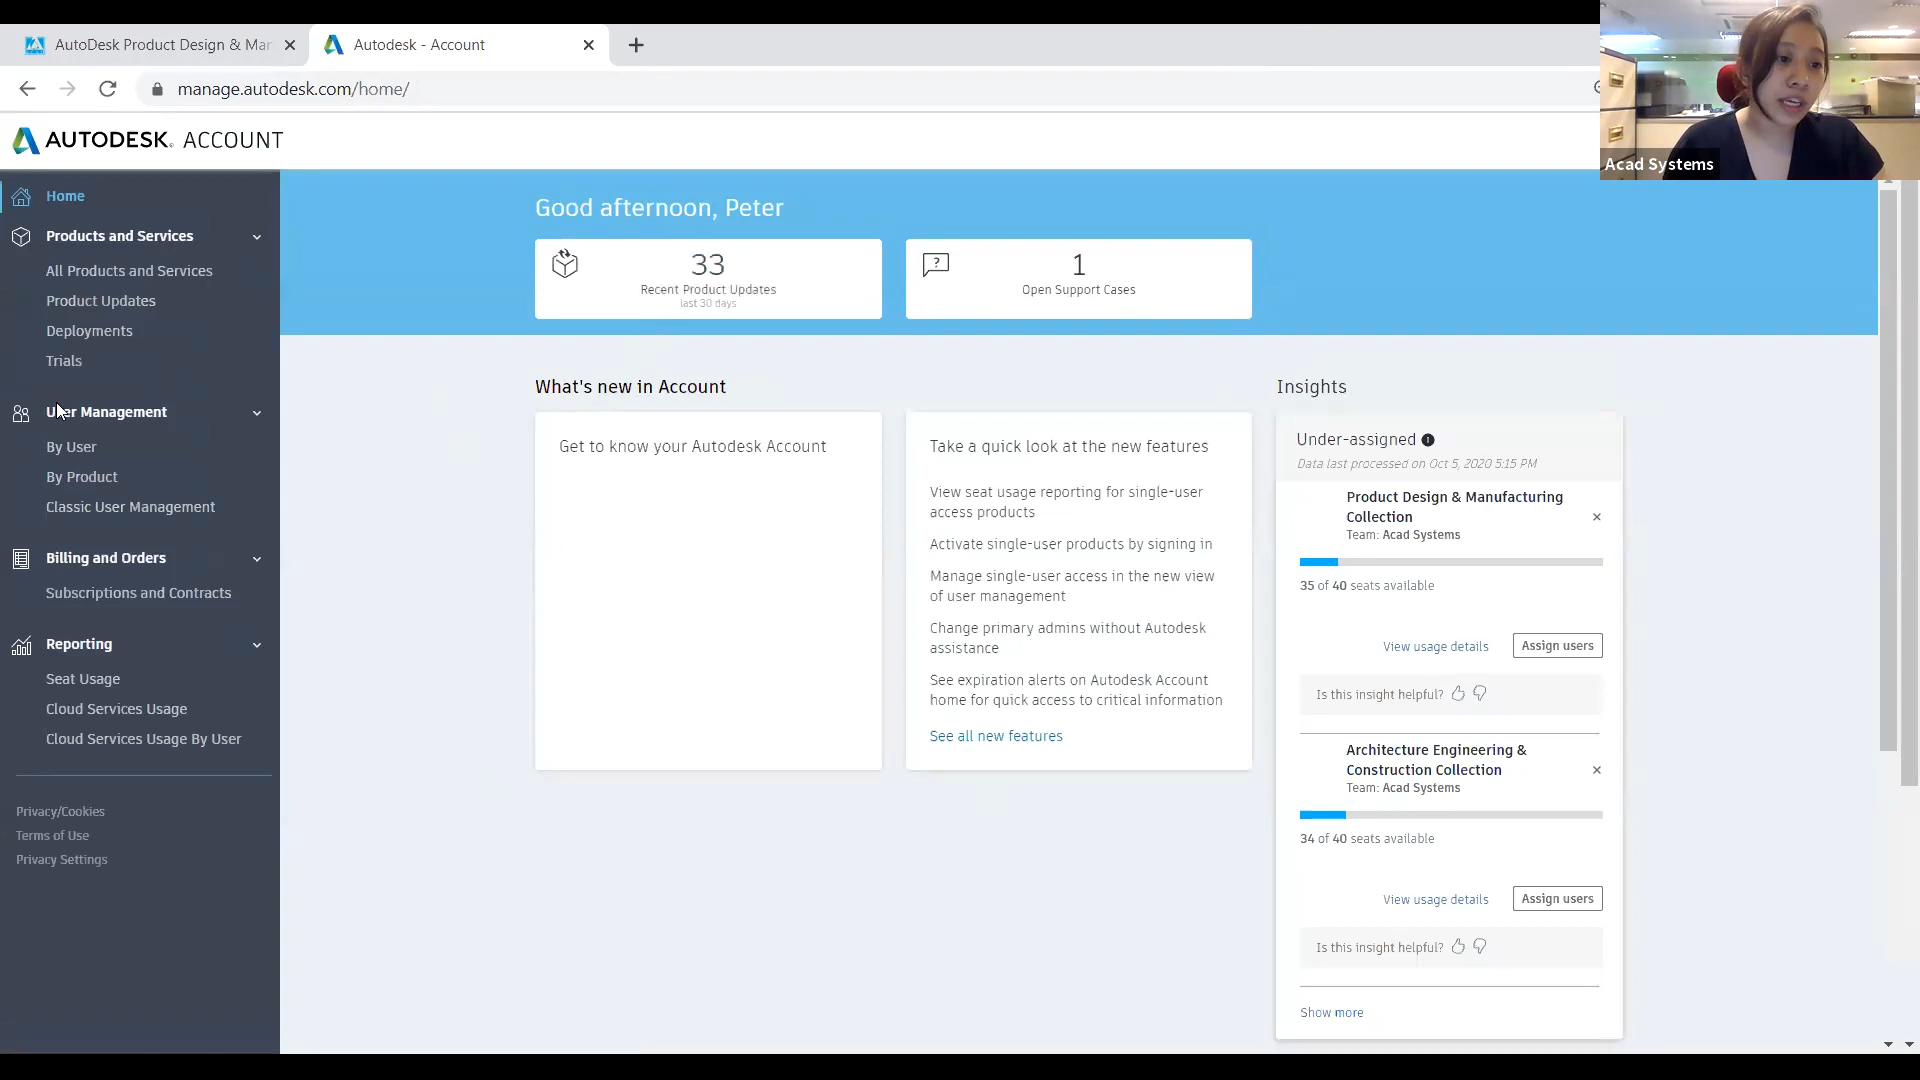 AutoDesk Product Design & Mar
Autodesk - Account
manage.autodesk.com/home/
Acad Systems
AUTODESK. ACCOUNT
Home
Products and Services
All Products and Services
Product Updates
Deployments
Trials
User Management
By User
By Product
Classic User Management
Billing and Orders
Subscriptions and Contracts
Reporting
Seat Usage
Cloud Services Usage
Cloud Services Usage By User
Privacy/Cookies
Terms of Use
Privacy Settings
Good afternoon, Peter
33
Recent Product Updates
last 30 days
1
Open Support Cases
What's new in Account
Get to know your Autodesk Account
Take a quick look at the new features
View seat usage reporting for single-user
access products
Activate single-user products by signing in
Manage single-user access in the new view
of user management
Change primary admins without Autodesk
assistance
See expiration alerts on Autodesk Account
home for quick access to critical information
See all new features
Insights
Under-assigned
Data last processed on Oct 5, 2020 5:15 PM
Product Design & Manufacturing
Collection
Team: Acad Systems
35 of 40 seats available
View usage details
Assign users
Is this insight helpful?
Architecture Engineering &
Construction Collection
Team: Acad Systems
34 of 40 seats available
View usage details
Assign users
Is this insight helpful?
Show more